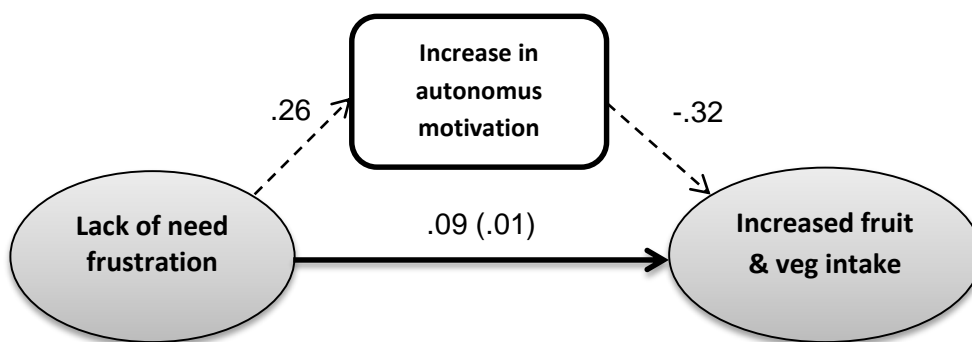 Increase in
autonomus
motivation
.26
-.32
Lack of need
frustration
.09 (.01)
Increased fruit
& veg intake